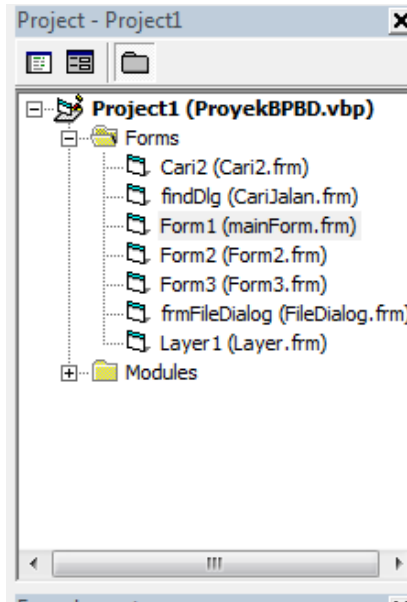 Project - Project1
Project1 (ProyekBPBD.vbp)
Forms
Cari2 (Cari2.frm)
findDlg (CariJalan.frm)
Form1 (mainForm.frm)
Form2 (Form2.frm)
Form3 (Form3.frm)
frmFileDialog (FileDialog.frm)
Layer1 (Layer.frm)
Modules